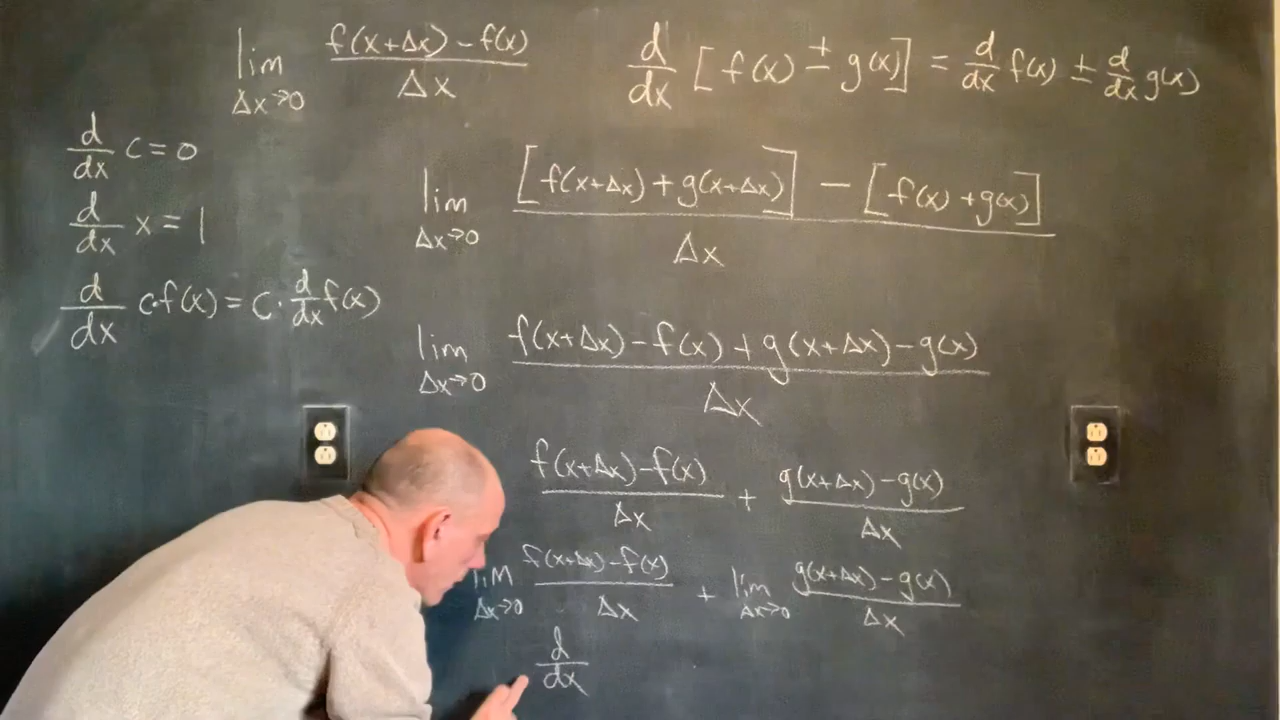 lim Δx→0 f(x+Δx) - f(x) / Δx
d/dx [f(x) ± g(x)] = d/dx f(x) ± d/dx g(x)
d/dx c = 0
d/dx x = 1
d/dx c·f(x) = c · d/dx f(x)
lim Δx→0 [f(x+Δx) + g(x+Δx)] - [f(x) + g(x)] / Δx
lim Δx→0 f(x+Δx) - f(x) + g(x+Δx) - g(x) / Δx
f(x+Δx) - f(x) / Δx + g(x+Δx) - g(x) / Δx
lim Δx→0 f(x+Δx) - f(x) / Δx + lim Δx→0 g(x+Δx) - g(x) / Δx
d/dx